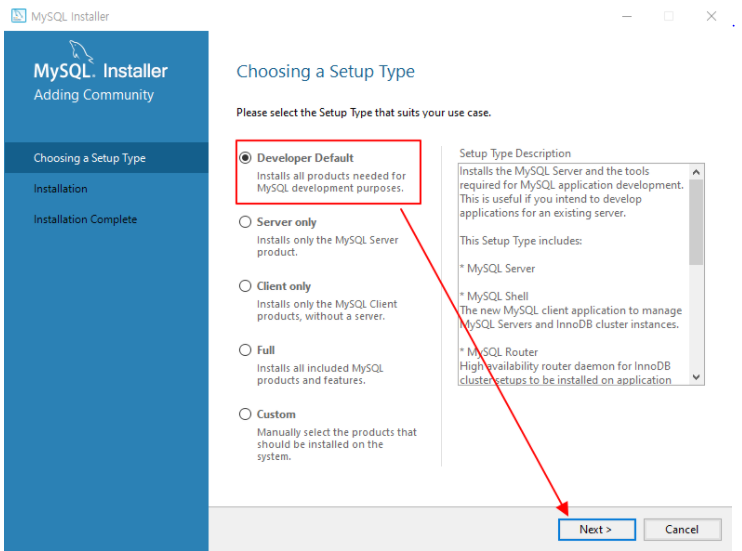 MySQL Installer
MySQL. Installer
Adding Community
Choosing a Setup Type
Installation
Installation Complete
Choosing a Setup Type
Please select the Setup Type that suits your use case.
Developer Default
Installs all products needed for
MySQL development purposes.
Server only
Installs only the MySQL Server
product.
Client only
Installs only the MySQL Client
products, without a server.
Full
Installs all included MySQL
products and features.
Custom
Manually select the products that
should be installed on the
system.
Setup Type Description
Installs the MySQL Server and the tools
required for MySQL application development.
This is useful if you intend to develop
applications for an existing server.
This Setup Type includes:
* MySQL Server
* MySQL Shell
The new MySQL client application to manage
MySQL Servers and InnoDB cluster instances.
* MySQL Router
High availability router daemon for InnoDB
cluster setups to be installed on application
Next >
Cancel